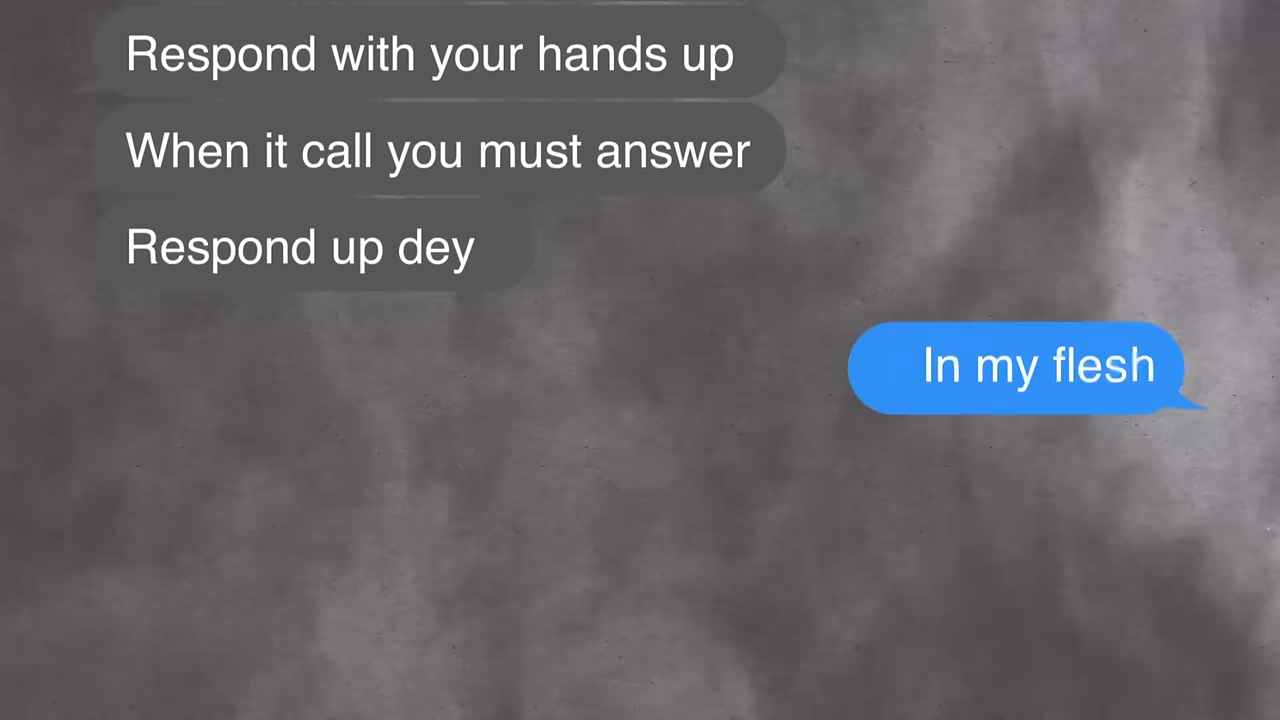 Respond with your hands up
When it call you must answer
Respond up dey
In my flesh